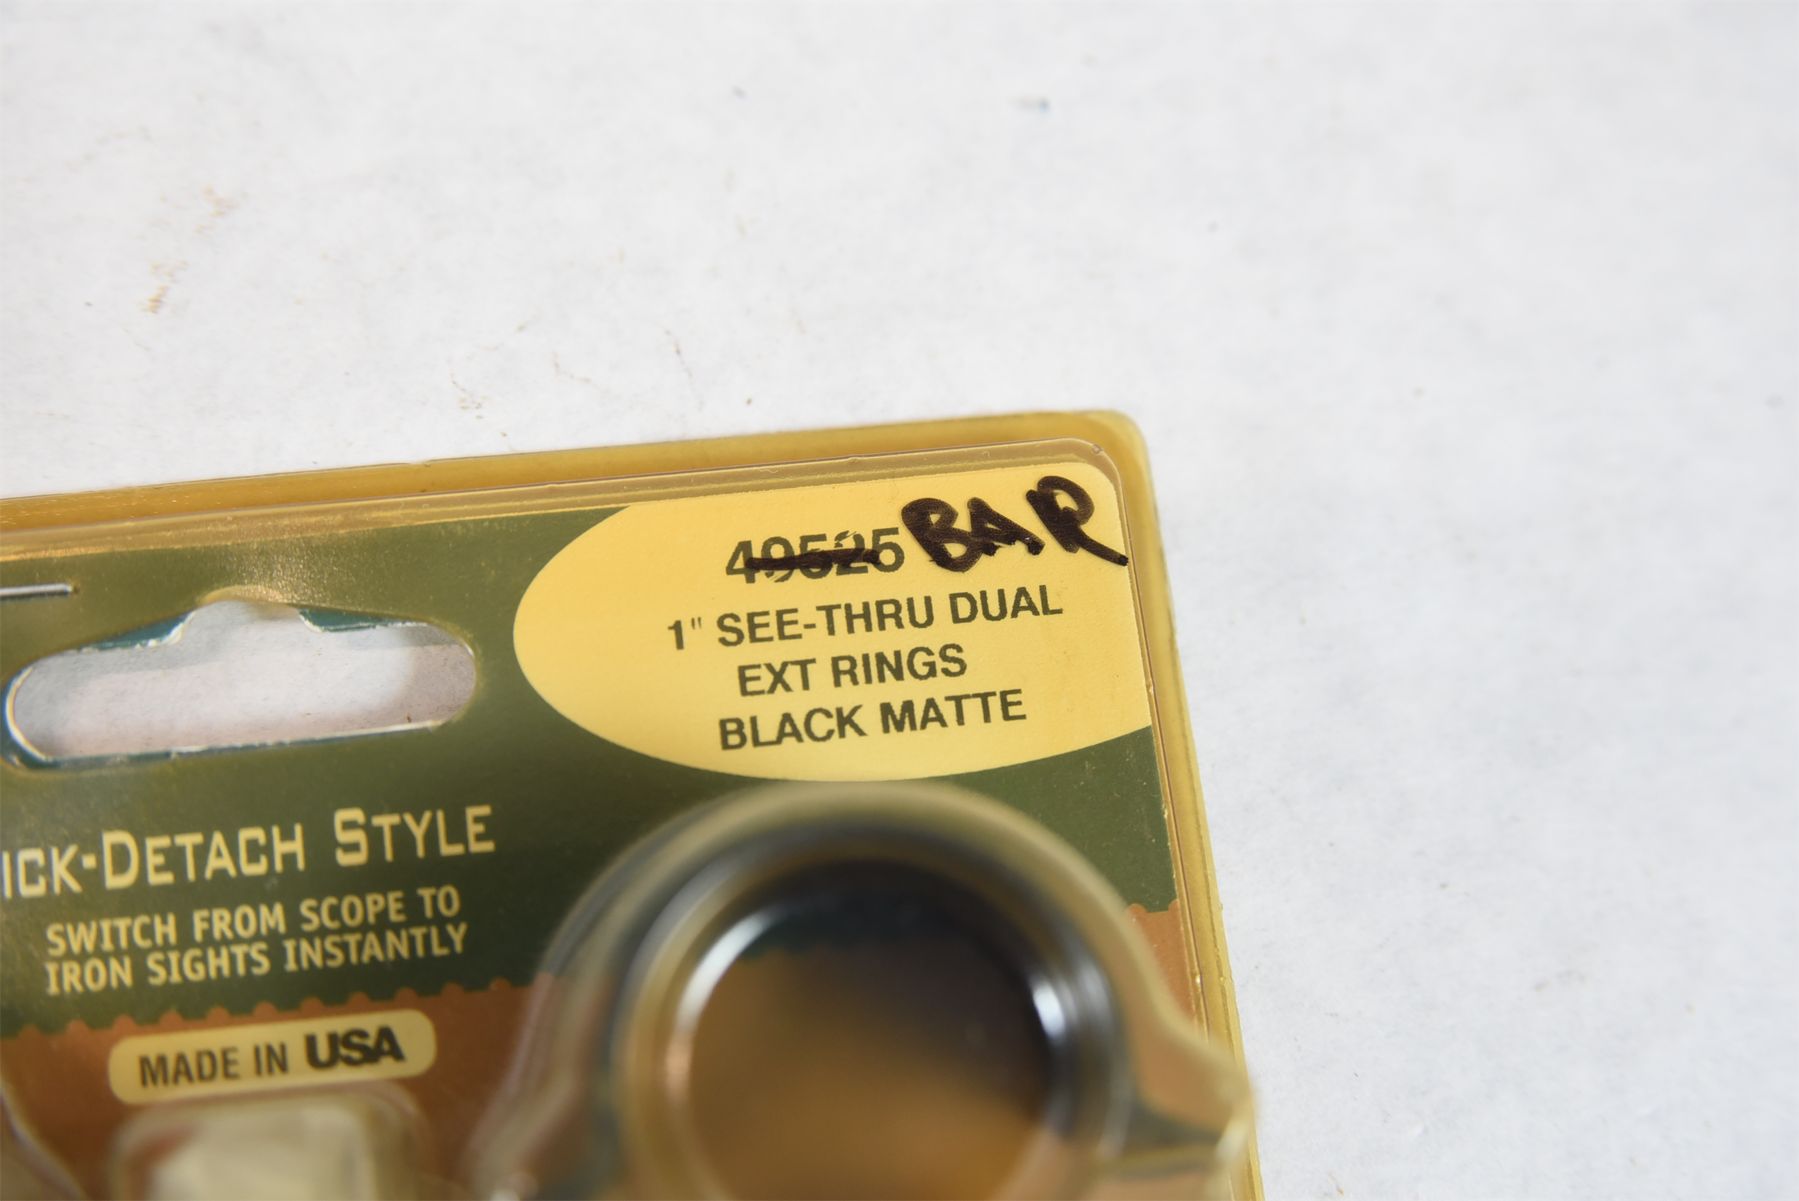 49525 BAR
1" SEE-THRU DUAL
EXT RINGS
BLACK MATTE
ICK-DETACH STYLE
SWITCH FROM SCOPE TO
IRON SIGHTS INSTANTLY
MADE IN USA